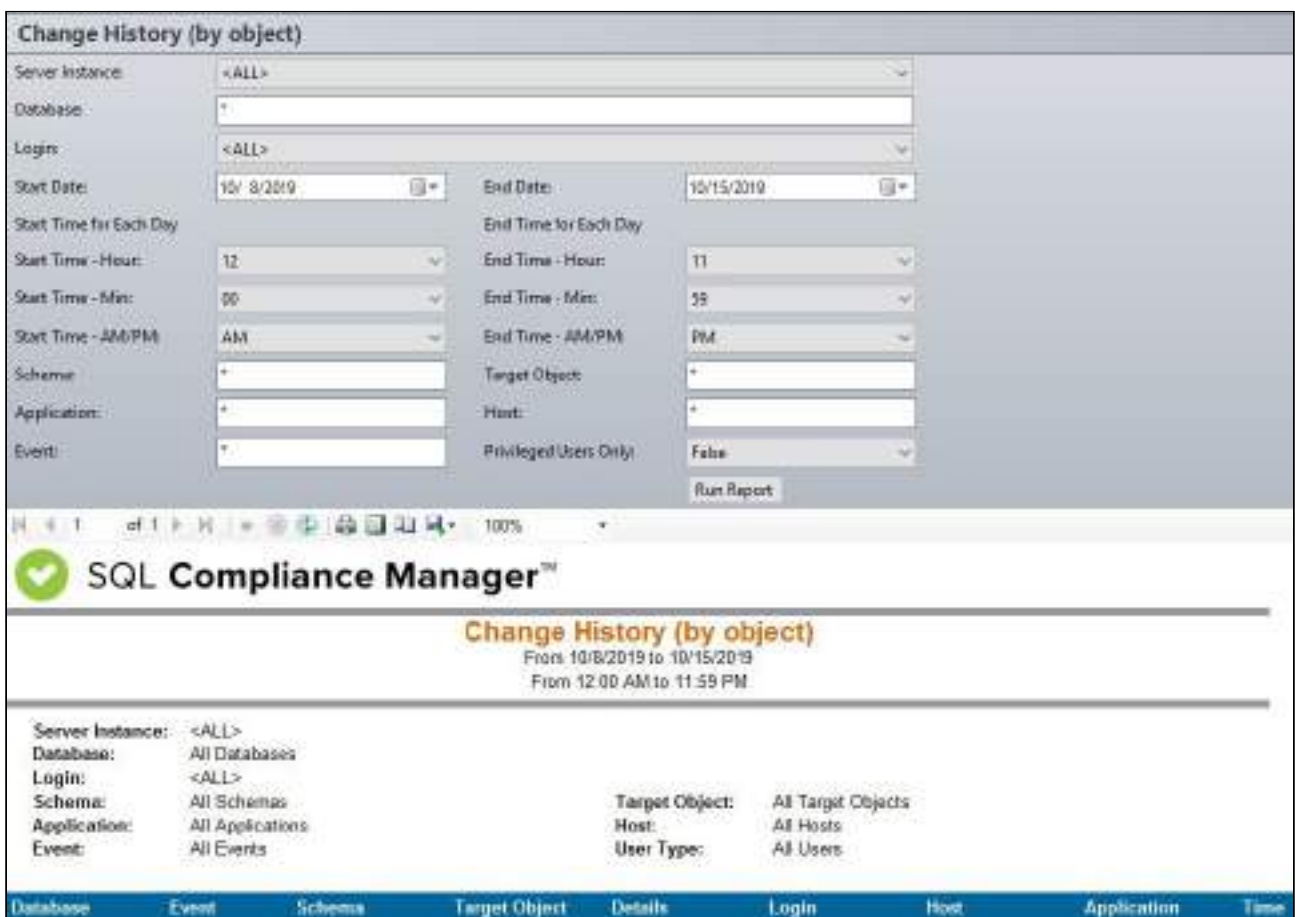 Change History (by object)
Server Instance: <ALL>
Database: *
Login: <ALL>
Start Date: 10/ 8/2019 End Date: 10/15/2019
Start Time for Each Day End Time for Each Day
Start Time - Hour: 12 End Time - Hour: 11
Start Time - Min: 00 End Time - Min: 59
Start Time - AM/PM: AM End Time - AM/PM: PM
Schema: * Target Object: *
Application: * Host: *
Event: * Privileged Users Only: False
Run Report
1 of 1 100%
SQL Compliance Manager™
Change History (by object)
From 10/8/2019 to 10/15/2019
From 12:00 AM to 11:59 PM
Server Instance: <ALL>
Database: All Databases
Login: <ALL>
Schema: All Schemas Target Object: All Target Objects
Application: All Applications Host: All Hosts
Event: All Events User Type: All Users
Database Event Schema Target Object Details Login Host Application Time